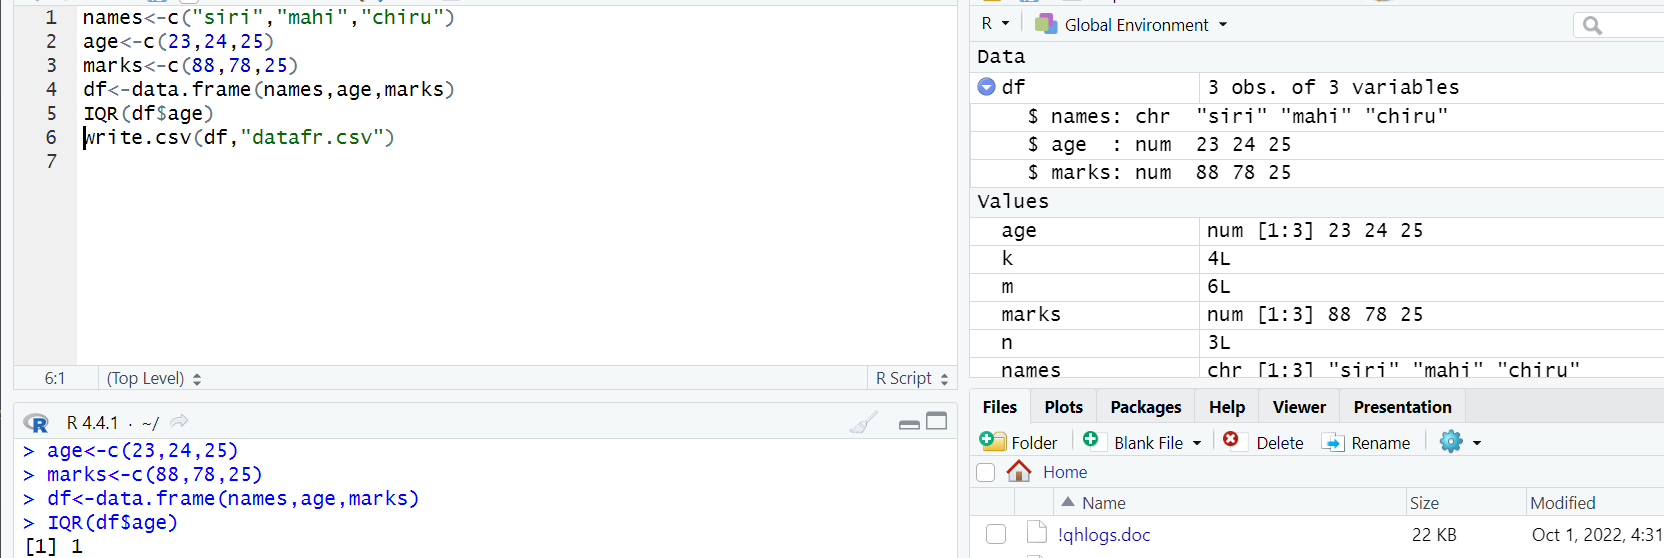 1 names<-c("siri","mahi","chiru")
2 age<-c(23,24,25)
3 marks<-c(88,78,25)
4 df<-data.frame(names,age,marks)
5 IQR(df$age)
6 write.csv(df,"datafr.csv")
7
6:1 (Top Level) R Script
R 4.4.1 · ~/
> age<-c(23,24,25)
> marks<-c(88,78,25)
> df<-data.frame(names,age,marks)
> IQR(df$age)
[1] 1
R Global Environment
Data
df 3 obs. of 3 variables
$ names: chr "siri" "mahi" "chiru"
$ age : num 23 24 25
$ marks: num 88 78 25
Values
age num [1:3] 23 24 25
k 4L
m 6L
marks num [1:3] 88 78 25
n 3L
names chr [1:3] "siri" "mahi" "chiru"
Files Plots Packages Help Viewer Presentation
Folder Blank File Delete Rename
Home
Name Size Modified
!qhlogs.doc 22 KB Oct 1, 2022, 4:31